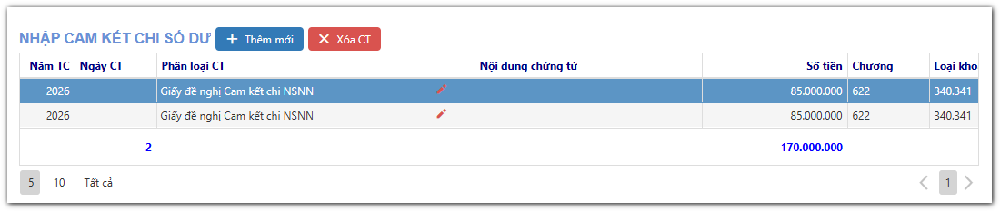 NHẬP CAM KẾT CHI SỐ DƯ Thêm mới Xóa CT
Năm TC Ngày CT Phân loại CT Nội dung chứng từ Số tiền Chương Loại kho
2026 Giấy đề nghị Cam kết chi NSNN 85.000.000 622 340.341
2026 Giấy đề nghị Cam kết chi NSNN 85.000.000 622 340.341
2 170.000.000
5 10 Tất cả 1